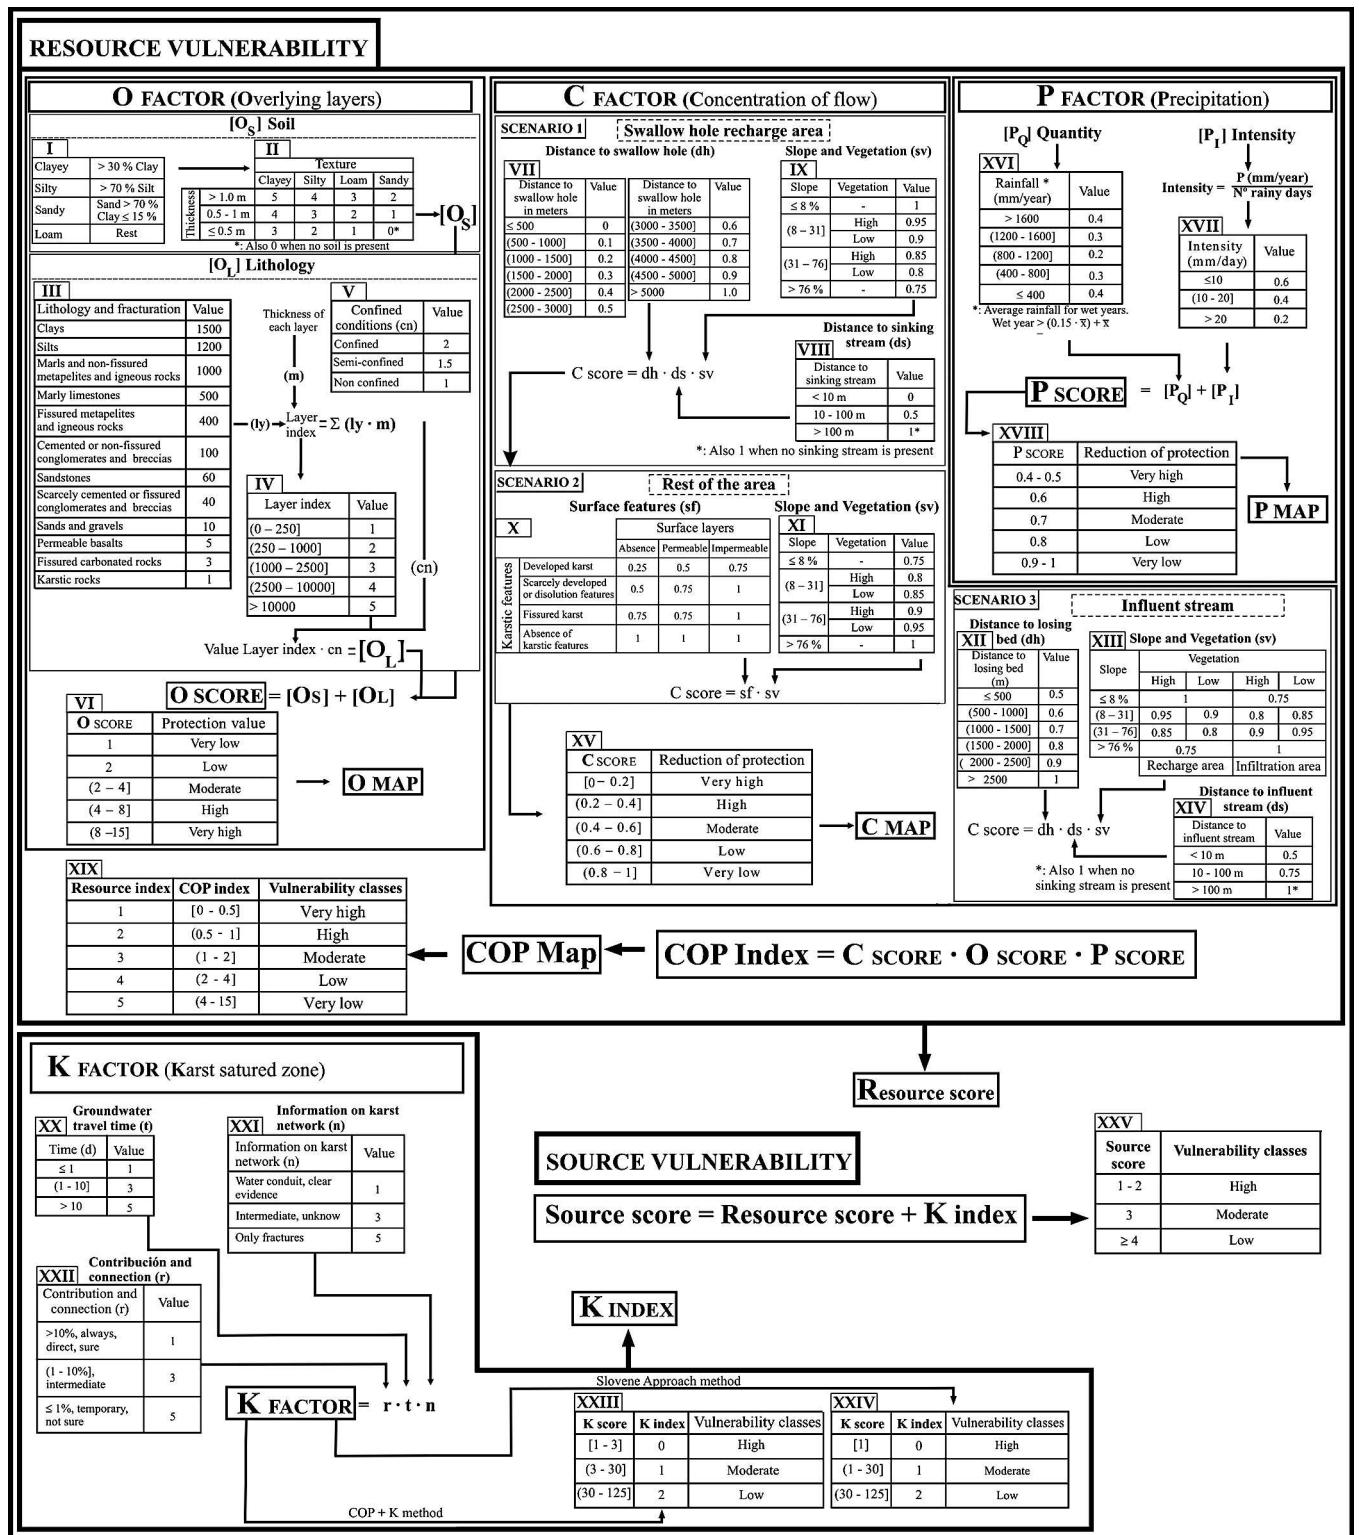 RESOURCE VULNERABILITY
O FACTOR (Overlying layers)
[OS] Soil
I
Clayey > 30 % Clay
Silty > 70 % Silt
Sandy Sand > 70 % Clay ≤ 15 %
Loam Rest
II
Texture
Clayey Silty Loam Sandy
Thickness
> 1.0 m 5 4 3 2
0.5 - 1 m 4 3 2 1
≤ 0.5 m 3 2 1 0*
*: Also 0 when no soil is present
[OS]
[OL] Lithology
III
Lithology and fracturation Value
Clays 1500
Silts 1200
Marls and non-fissured
metapelites and igneous rocks 1000
Marly limestones 500
Fissured metapelites
and igneous rocks 400
Cemented or non-fissured
conglomerates and breccias 100
Sandstones 60
Scarcely cemented or fissured
conglomerates and breccias 40
Sands and gravels 10
Permeable basalts 5
Fissured carbonated rocks 3
Karstic rocks 1
Thickness of
each layer
(m)
(ly)
Layer
index = Σ (ly · m)
V
Confined
conditions (cn) Value
Confined 2
Semi-confined 1.5
Non confined 1
IV
Layer index Value
(0 – 250] 1
(250 – 1000] 2
(1000 – 2500] 3
(2500 – 10000] 4
> 10000 5
(cn)
Value Layer index · cn = [OL]
O SCORE = [OS] + [OL]
VI
O SCORE Protection value
1 Very low
2 Low
(2 – 4] Moderate
(4 – 8] High
(8 –15] Very high
O MAP
C FACTOR (Concentration of flow)
SCENARIO 1
Swallow hole recharge area
Distance to swallow hole (dh)
VII
Distance to
swallow hole
in meters Value
≤ 500 0
(500 - 1000] 0.1
(1000 - 1500] 0.2
(1500 - 2000] 0.3
(2000 - 2500] 0.4
(2500 - 3000] 0.5
Distance to
swallow hole
in meters Value
(3000 - 3500] 0.6
(3500 - 4000] 0.7
(4000 - 4500] 0.8
(4500 - 5000] 0.9
> 5000 1.0
Slope and Vegetation (sv)
IX
Slope Vegetation Value
≤ 8 % - 1
(8 – 31] High 0.95
Low 0.9
(31 – 76] High 0.85
Low 0.8
> 76 % - 0.75
Distance to sinking
stream (ds)
VIII
Distance to
sinking stream Value
< 10 m 0
10 - 100 m 0.5
> 100 m 1*
*: Also 1 when no sinking stream is present
C score = dh · ds · sv
SCENARIO 2
Rest of the area
Surface features (sf)
X
Surface layers
Absence Permeable Impermeable
Karstic features
Developed karst 0.25 0.5 0.75
Scarcely developed
or disolution features 0.5 0.75 1
Fissured karst 0.75 0.75 1
Absence of
karstic features 1 1 1
Slope and Vegetation (sv)
XI
Slope Vegetation Value
≤ 8 % - 0.75
(8 – 31] High 0.8
Low 0.85
(31 – 76] High 0.9
Low 0.95
> 76 % - 1
C score = sf · sv
XV
C SCORE Reduction of protection
[0– 0.2] Very high
(0.2 – 0.4] High
(0.4 – 0.6] Moderate
(0.6 – 0.8] Low
(0.8 – 1] Very low
C MAP
P FACTOR (Precipitation)
[PQ] Quantity
XVI
Rainfall *
(mm/year) Value
> 1600 0.4
(1200 - 1600] 0.3
(800 - 1200] 0.2
(400 - 800] 0.3
≤ 400 0.4
*: Average rainfall for wet years.
Wet year > (0.15 · x̅) + x̅
[PI] Intensity
Intensity = P (mm/year)
Nº rainy days
XVII
Intensity
(mm/day) Value
≤10 0.6
(10 - 20] 0.4
> 20 0.2
P SCORE = [PQ] + [PI]
XVIII
P SCORE Reduction of protection
0.4 - 0.5 Very high
0.6 High
0.7 Moderate
0.8 Low
0.9 - 1 Very low
P MAP
SCENARIO 3
Influent stream
Distance to losing
bed (dh)
XII
Distance to
losing bed
(m) Value
≤ 500 0.5
(500 - 1000] 0.6
(1000 - 1500] 0.7
(1500 - 2000] 0.8
( 2000 - 2500] 0.9
> 2500 1
XIII Slope and Vegetation (sv)
Slope Vegetation
High Low High Low
≤ 8 % 1 0.75
(8 – 31] 0.95 0.9 0.8 0.85
(31 – 76] 0.85 0.8 0.9 0.95
> 76 % 0.75 1
Recharge area Infiltration area
Distance to influent
stream (ds)
XIV
Distance to
influent stream Value
< 10 m 0.5
10 - 100 m 0.75
> 100 m 1*
C score = dh · ds · sv
*: Also 1 when no
sinking stream is present
XIX
Resource index COP index Vulnerability classes
1 [0 - 0.5] Very high
2 (0.5 - 1] High
3 (1 - 2] Moderate
4 (2 - 4] Low
5 (4 - 15] Very low
COP Map
COP Index = C SCORE · O SCORE · P SCORE
Resource score
K FACTOR (Karst satured zone)
XX
Groundwater
travel time (t)
Time (d) Value
≤ 1 1
(1 - 10] 3
> 10 5
XXI
Information on karst
network (n)
Information on karst
network (n) Value
Water conduit, clear
evidence 1
Intermediate, unknow 3
Only fractures 5
XXII
Contribución and
connection (r)
Contribution and
connection (r) Value
>10%, always,
direct, sure 1
(1 - 10%],
intermediate 3
≤ 1%, temporary,
not sure 5
K FACTOR = r · t · n
SOURCE VULNERABILITY
Source score = Resource score + K index
XXV
Source
score Vulnerability classes
1 - 2 High
3 Moderate
≥ 4 Low
K INDEX
Slovene Approach method
COP + K method
XXIII
K score K index Vulnerability classes
[1 - 3] 0 High
(3 - 30] 1 Moderate
(30 - 125] 2 Low
XXIV
K score K index Vulnerability classes
[1] 0 High
(1 - 30] 1 Moderate
(30 - 125] 2 Low